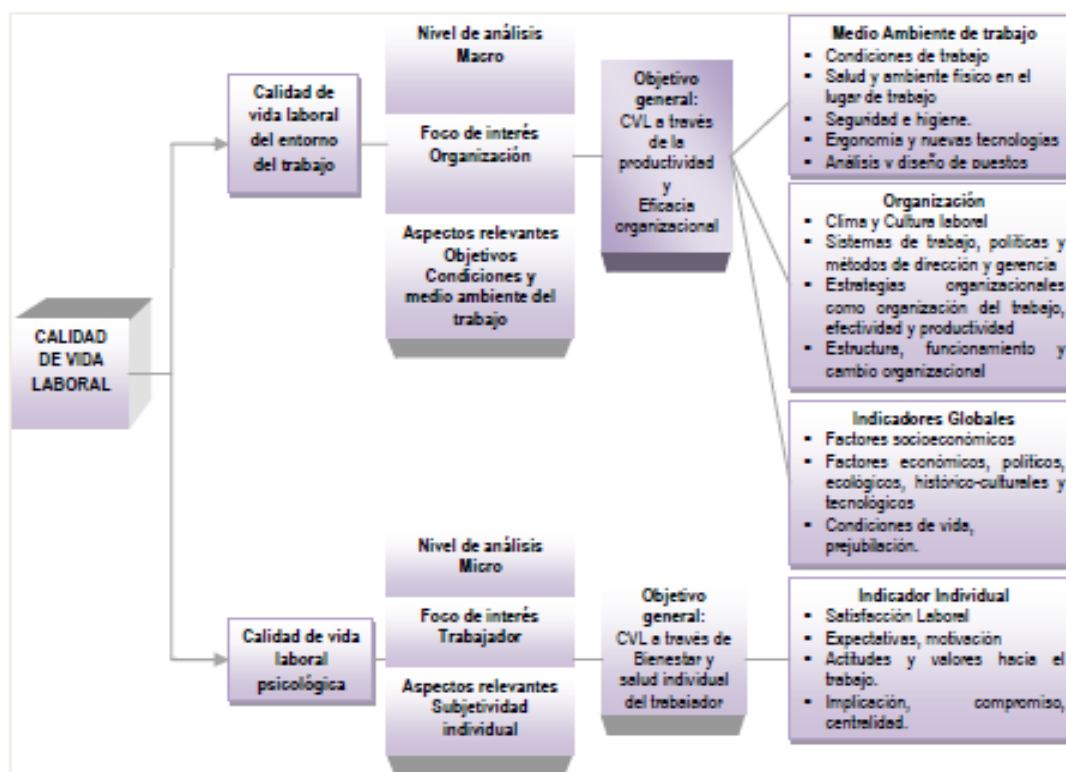 CALIDAD
DE VIDA
LABORAL
Calidad de
vida laboral
del entorno
del trabajo
Nivel de análisis
Macro
Foco de interés
Organización
Aspectos relevantes
Objetivos
Condiciones y
medio ambiente del
trabajo
Objetivo
general:
CVL a través
de la
productividad
y
Eficacia
organizacional
Medio Ambiente de trabajo
▪ Condiciones de trabajo
▪ Salud y ambiente físico en el
lugar de trabajo
▪ Seguridad e higiene.
▪ Ergonomia y nuevas tecnologías
▪ Análisis y diseño de puestos
Organización
▪ Clima y Cultura laboral
▪ Sistemas de trabajo, políticas y
métodos de dirección y gerencia
▪ Estrategias organizacionales
como organización del trabajo,
efectividad y productividad
▪ Estructura, funcionamiento y
cambio organizacional
Indicadores Globales
▪ Factores socioeconómicos
▪ Factores económicos, políticos,
ecológicos, histórico-culturales y
tecnológicos
▪ Condiciones de vida,
prejubilación.
Calidad de vida
laboral
psicológica
Nivel de análisis
Micro
Foco de interés
Trabajador
Aspectos relevantes
Subjetividad
individual
Objetivo
general:
CVL a través de
Bienestar y
salud individual
del trabajador
Indicador Individual
▪ Satisfacción Laboral
▪ Expectativas, motivación
▪ Actitudes y valores hacia el
trabajo.
▪ Implicación, compromiso,
centralidad.